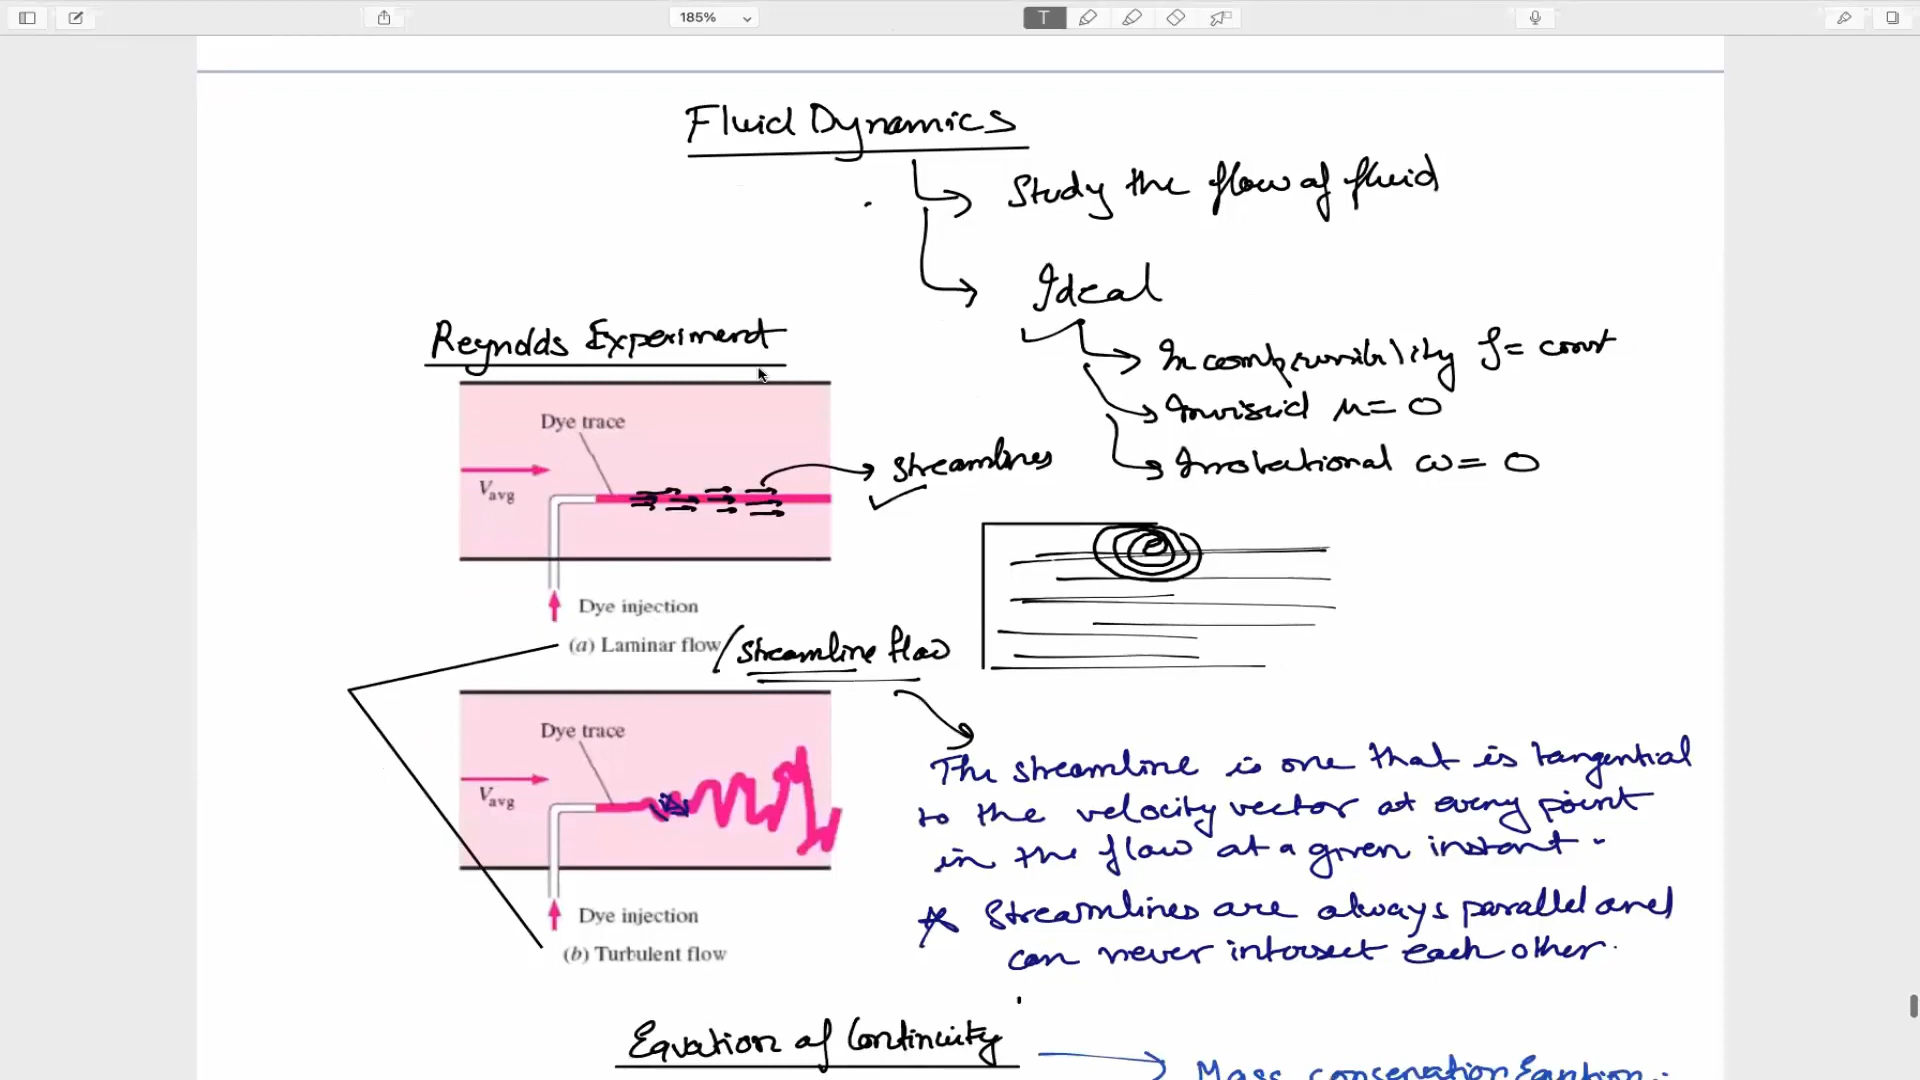 185%
T
Fluid Dynamics
Study the flow of fluid
Ideal
Reynolds Experiment
Incompressibility ρ = const
Inviscid μ = 0
Irrotational ω = 0
Dye trace
Vavg
streamlines
Dye injection
(a) Laminar flow / streamline flow
Dye trace
Vavg
The streamline is one that is tangential
to the velocity vector at every point
in the flow at a given instant.
Dye injection
(b) Turbulent flow
* Streamlines are always parallel and
can never intersect each other.
Equation of Continuity
Mass conservation Equation.